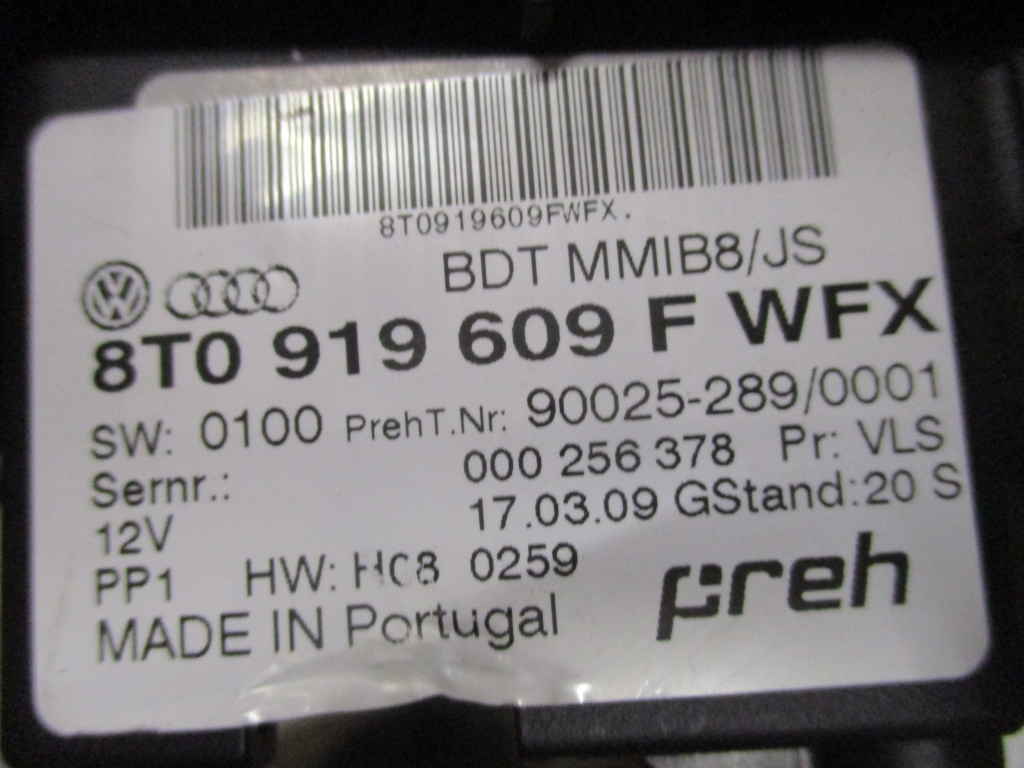 8T0919609FWFX.
BDT MMIB8/JS
8T0 919 609 F WFX
SW: 0100 PrehT.Nr: 90025-289/0001
Sernr.: 000 256 378 Pr: VLS
12V 17.03.09 GStand:20 S
PP1 HW: HC8 0259
MADE IN Portugal
preh